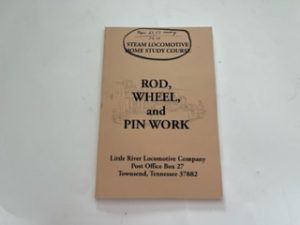 STEAM LOCOMOTIVE
HOME STUDY COURSE
ROD,
WHEEL,
and
PIN WORK
Little River Locomotive Company
Post Office Box 27
Townsend, Tennessee 37882